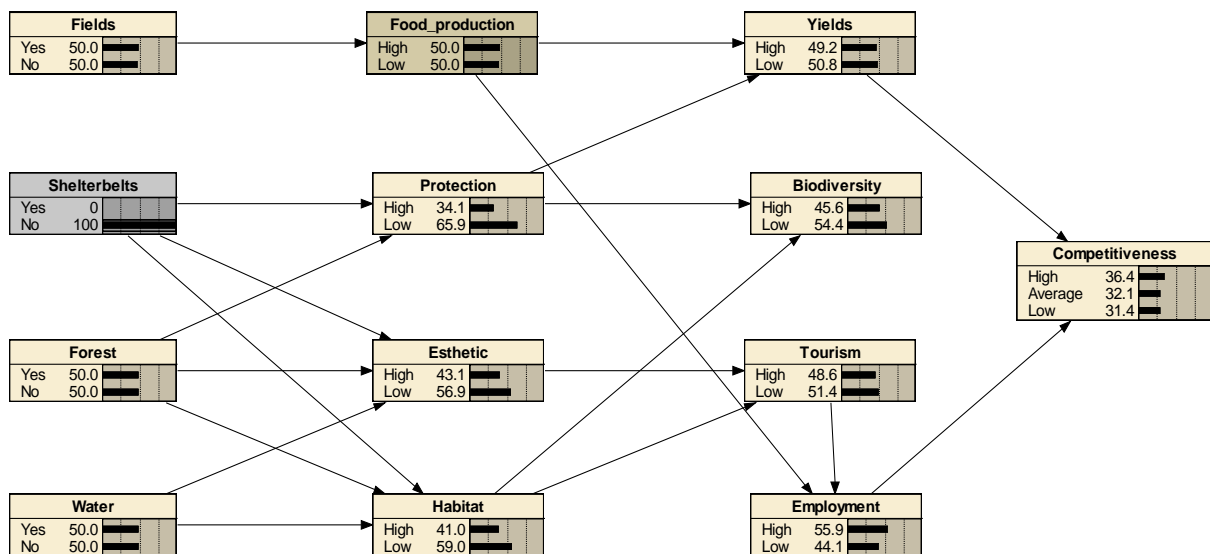 Fields
Yes 50.0
No 50.0
Food_production
High 50.0
Low 50.0
Yields
High 49.2
Low 50.8
Shelterbelts
Yes 0
No 100
Protection
High 34.1
Low 65.9
Biodiversity
High 45.6
Low 54.4
Competitiveness
High 36.4
Average 32.1
Low 31.4
Forest
Yes 50.0
No 50.0
Esthetic
High 43.1
Low 56.9
Tourism
High 48.6
Low 51.4
Water
Yes 50.0
No 50.0
Habitat
High 41.0
Low 59.0
Employment
High 55.9
Low 44.1